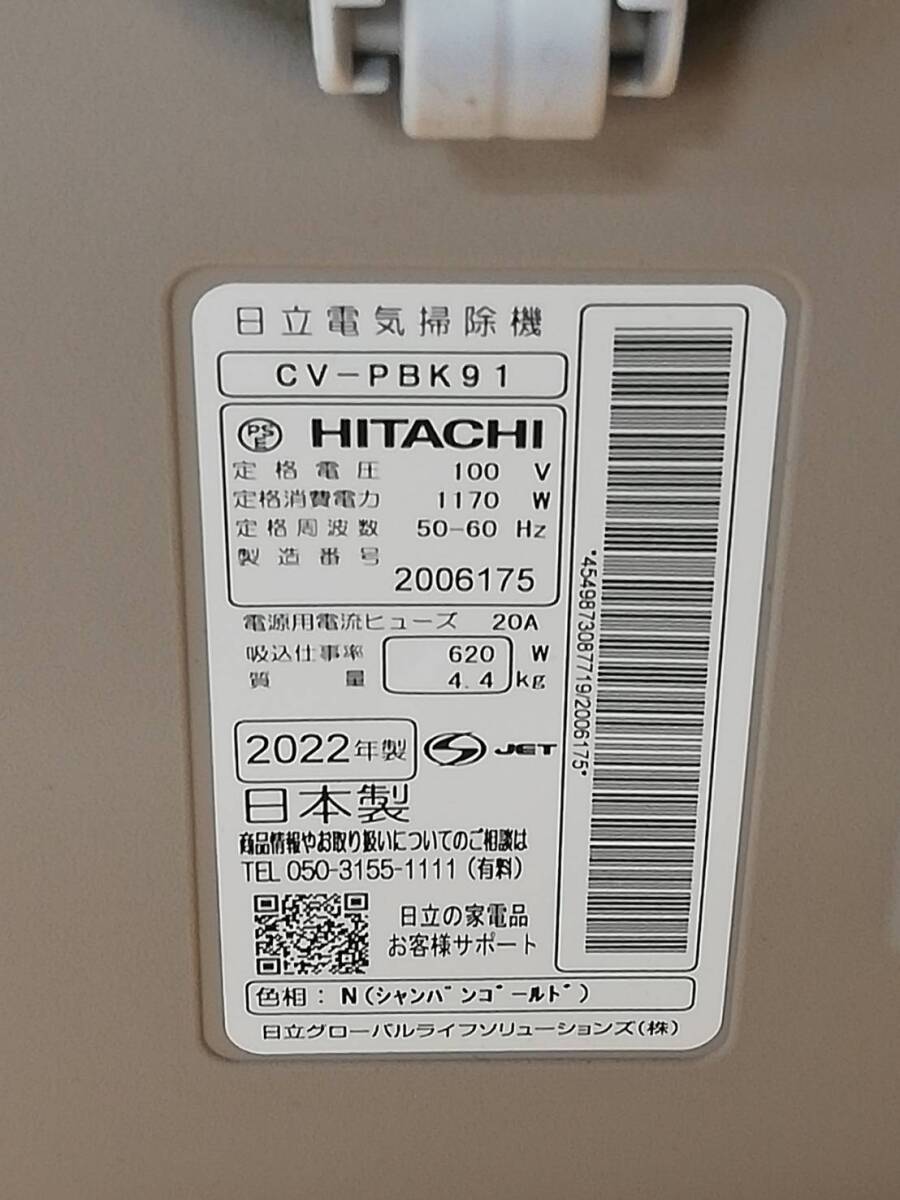 日立電気掃除機
CV-PBK91
PSE HITACHI
定格電圧 100 V
定格消費電力 1170 W
定格周波数 50-60 Hz
製造番号
2006175
電源用電流ヒューズ 20A
吸込仕事率 620 W
質量 4.4 kg
2022年製 S JET
日本製
商品情報やお取り扱いについてのご相談は
TEL 050-3155-1111 (有料)
日立の家電品
お客様サポート
色相: N(シャンパンゴールド)
日立グローバルライフソリューションズ(株)
*4549873087719/2006175*